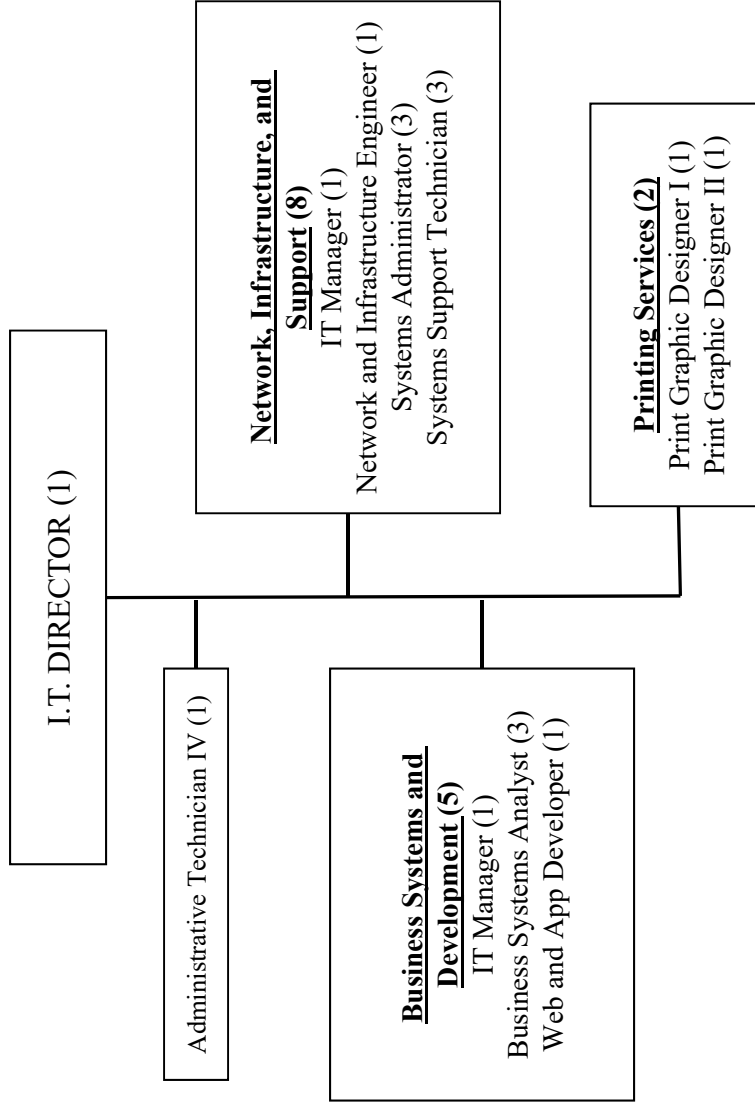 I.T. DIRECTOR (1)
Administrative Technician IV (1)
Network, Infrastructure, and
Support (8)
IT Manager (1)
Network and Infrastructure Engineer (1)
Systems Administrator (3)
Systems Support Technician (3)
Business Systems and
Development (5)
IT Manager (1)
Business Systems Analyst (3)
Web and App Developer (1)
Printing Services (2)
Print Graphic Designer I (1)
Print Graphic Designer II (1)